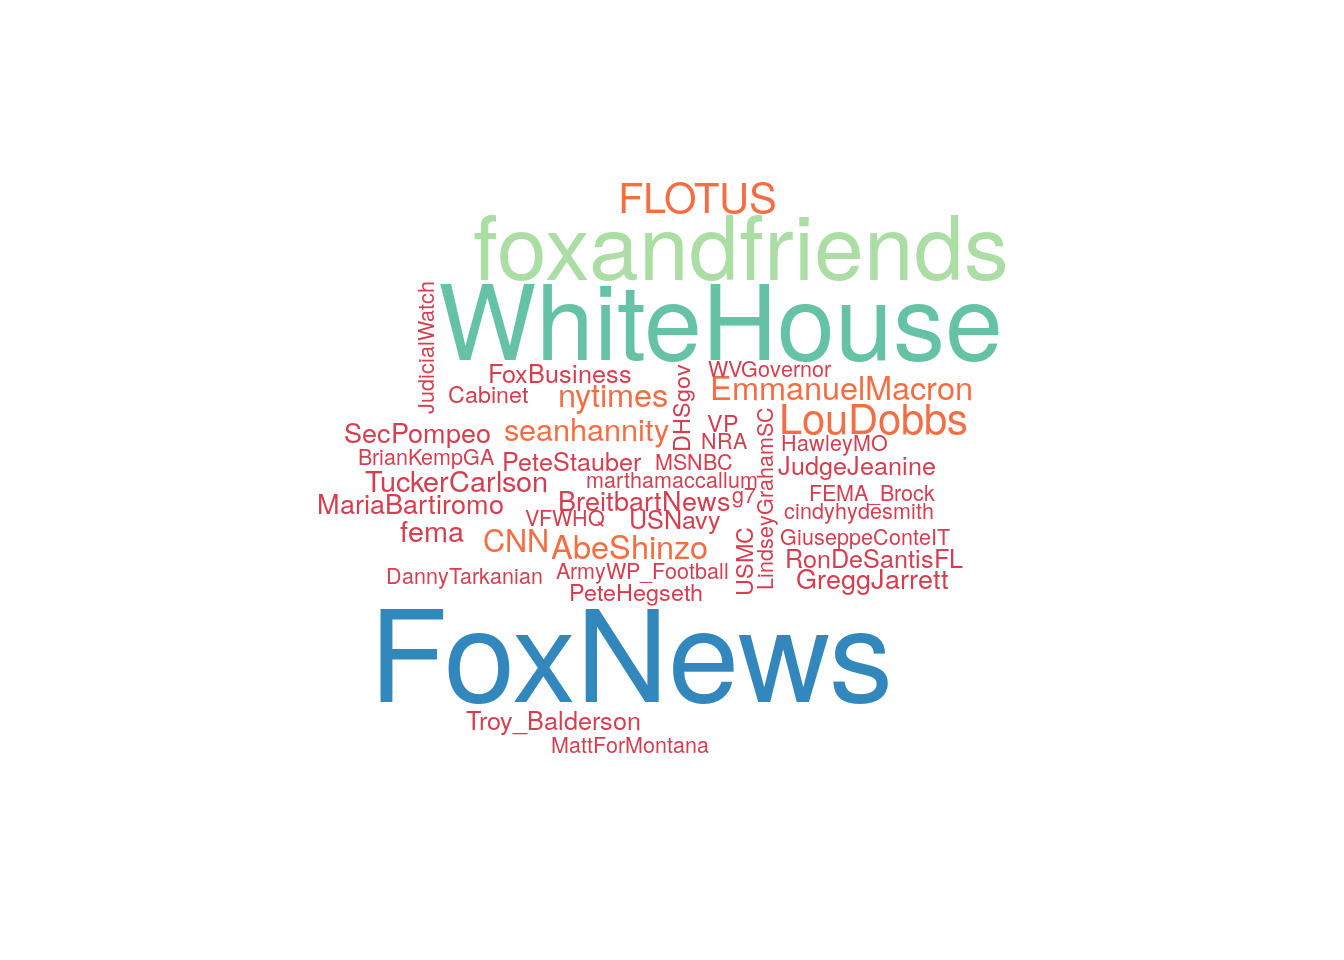 FLOTUS
foxandfriends
WhiteHouse
JudicialWatch
FoxBusiness
WVGovernor
Cabinet
nytimes
DHSgov
EmmanuelMacron
SecPompeo
seanhannity
VP
LouDobbs
NRA
HawleyMO
BrianKempGA
PeteStauber
MSNBC
LindseyGrahamSC
JudgeJeanine
TuckerCarlson
marthamaccallum
MariaBartiromo
BreitbartNews
g7
FEMA_Brock
cindyhydesmith
VFWHQ
USNavy
fema
CNN
AbeShinzo
USMC
GiuseppeConteIT
RonDeSantisFL
DannyTarkanian
ArmyWP_Football
GreggJarrett
PeteHegseth
FoxNews
Troy_Balderson
MattForMontana